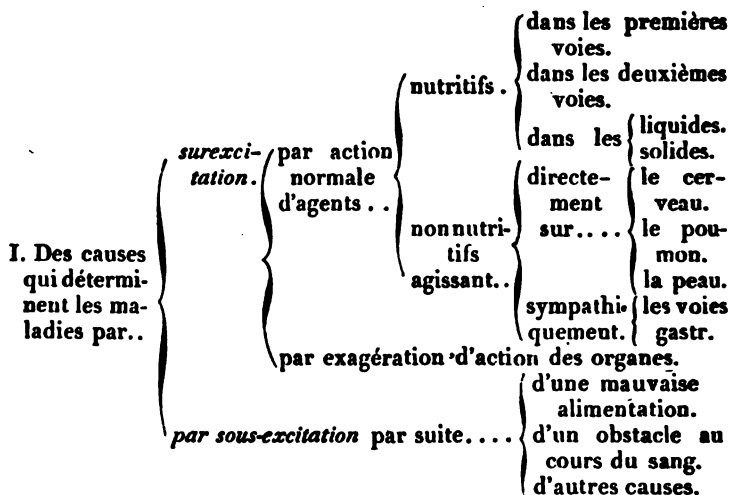 I. Des causes
qui détermi-
nent les ma-
ladies par..
surexci-
tation.
par action
normale
d'agents . .
nutritifs .
dans les premières
voies.
dans les deuxièmes
voies.
dans les
liquides.
solides.
non nutri-
tifs
agissant..
directe-
ment
sur....
le cer-
veau.
le pou-
mon.
la peau.
sympathi-
quement.
les voies
gastr.
par exagération d'action des organes.
par sous-excitation par suite....
d'une mauvaise
alimentation.
d'un obstacle au
cours du sang.
d'autres causes.